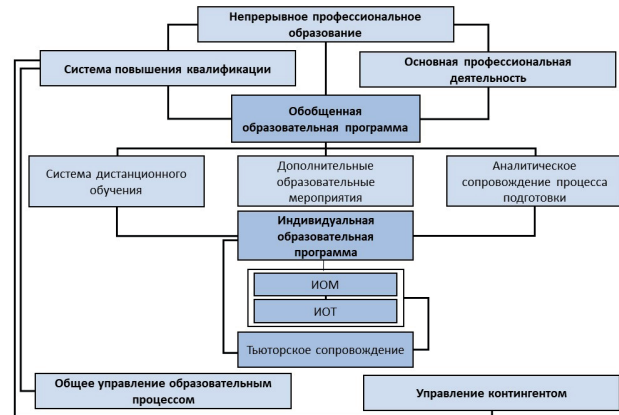 Непрерывное профессиональное
образование
Система повышения квалификации
Основная профессиональная
деятельность
Обобщенная
образовательная программа
Система дистанционного
обучения
Дополнительные
образовательные
мероприятия
Аналитическое
сопровождение процесса
подготовки
Индивидуальная
образовательная
программа
ИОМ
ИОТ
Тьюторское сопровождение
Общее управление образовательным
процессом
Управление контингентом